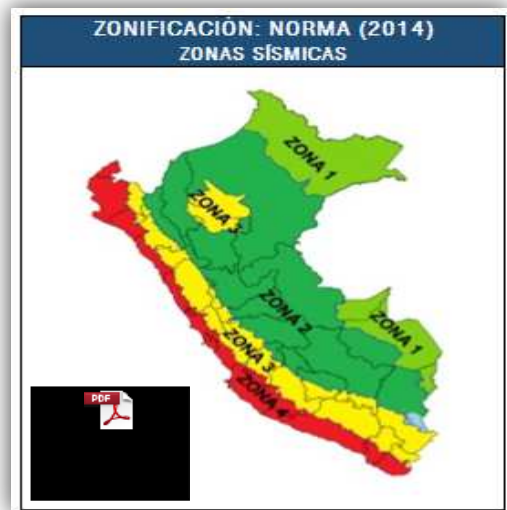 ZONIFICACIÓN: NORMA (2014)
ZONAS SÍSMICAS
ZONA 1
ZONA 3
ZONA 2
ZONA 1
ZONA 3
ZONA 4
PDF